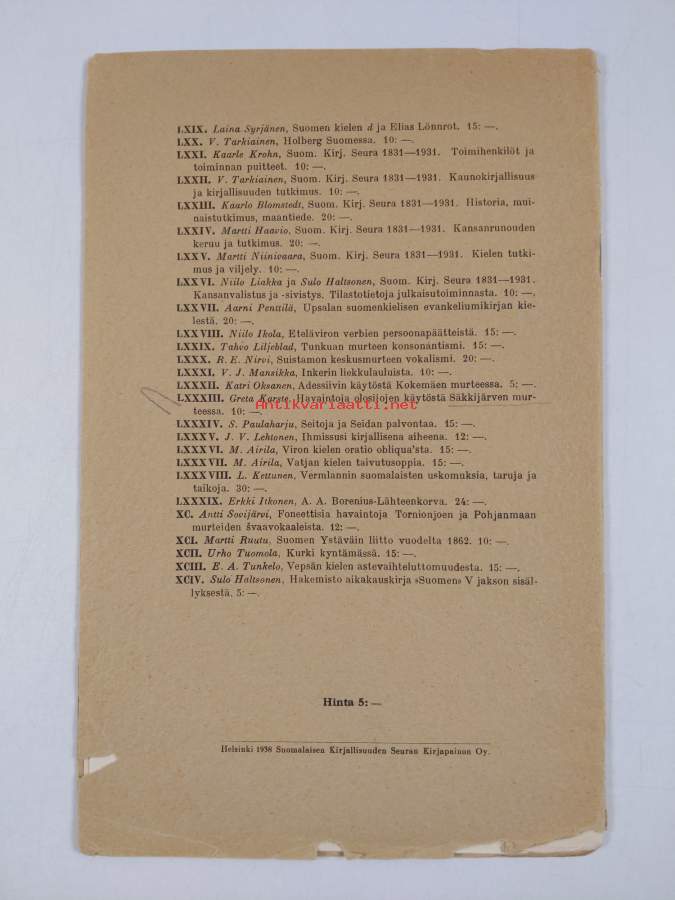 LXIX. Laina Syrjänen, Suomen kielen d ja Elias Lönnrot. 15: —.
LXX. V. Tarkiainen, Holberg Suomessa. 10: —.
LXXI. Kaarle Krohn, Suom. Kirj. Seura 1831—1931. Toimihenkilöt ja
toiminnan puitteet. 10: —.
LXXII. V. Tarkiainen, Suom. Kirj. Seura 1831—1931. Kaunokirjallisuus
ja kirjallisuuden tutkimus. 10: —.
LXXIII. Kaarlo Blomstedt, Suom. Kirj. Seura 1831—1931. Historia, mui-
naistutkimus, maantiede. 20: —.
LXXIV. Martti Haavio, Suom. Kirj. Seura 1831—1931. Kansanrunouden
keruu ja tutkimus. 20: —.
LXXV. Martti Niinivaara, Suom. Kirj. Seura 1831—1931. Kielen tutki-
mus ja viljely. 10: —.
LXXVI. Niilo Liakka ja Sulo Haltsonen, Suom. Kirj. Seura 1831—1931.
Kansanvalistus ja -sivistys. Tilastotietoja julkaisutoiminnasta. 10: —.
LXXVII. Aarni Penttilä, Upsalan suomenkielisen evankeliumikirjan kie-
lestä. 20: —.
LXXVIII. Niilo Ikola, Eteläviron verbien persoonapäätteistä. 15: —.
LXXIX. Tahvo Liljeblad, Tunkuan murteen konsonantismi. 15: —.
LXXX. R. E. Nirvi, Suistamon keskusmurteen vokalismi. 20: —.
LXXXI. V. J. Mansikka, Inkerin liekkulauluista. 10: —.
LXXXII. Katri Oksanen, Adessiivin käytöstä Kokemäen murteessa. 5: —.
LXXXIII. Greta Karste, Havaintoja olosijojen käytöstä Säkkijärven mur-
teessa. 10: —.
Antikvariaatti.net
LXXXIV. S. Paulaharju, Seitoja ja Seidan palvontaa. 15: —.
LXXXV. J. V. Lehtonen, Ihmissusi kirjallisena aiheena. 12: —.
LXXXVI. M. Airila, Viron kielen oratio obliqua'sta. 15: —.
LXXXVII. M. Airila, Vatjan kielen taivutusoppia. 15: —.
LXXXVIII. L. Kettunen, Vermlannin suomalaisten uskomuksia, taruja ja
taikoja. 30: —.
LXXXIX. Erkki Itkonen, A. A. Borenius-Lähteenkorva. 24: —.
XC. Antti Sovijärvi, Foneettisia havaintoja Tornionjoen ja Pohjanmaan
murteiden švaavokaaleista. 12: —.
XCI. Martti Ruutu, Suomen Ystäväin liitto vuodelta 1862. 10: —.
XCII. Urho Tuomola, Kurki kyntämässä. 15: —.
XCIII. E. A. Tunkelo, Vepsän kielen astevaihteluttomuudesta. 15: —.
XCIV. Sulo Haltsonen, Hakemisto aikakauskirja »Suomen» V jakson sisäl-
lyksestä. 5: —.
Hinta 5: —
Helsinki 1938 Suomalaisen Kirjallisuuden Seuran Kirjapainon Oy.